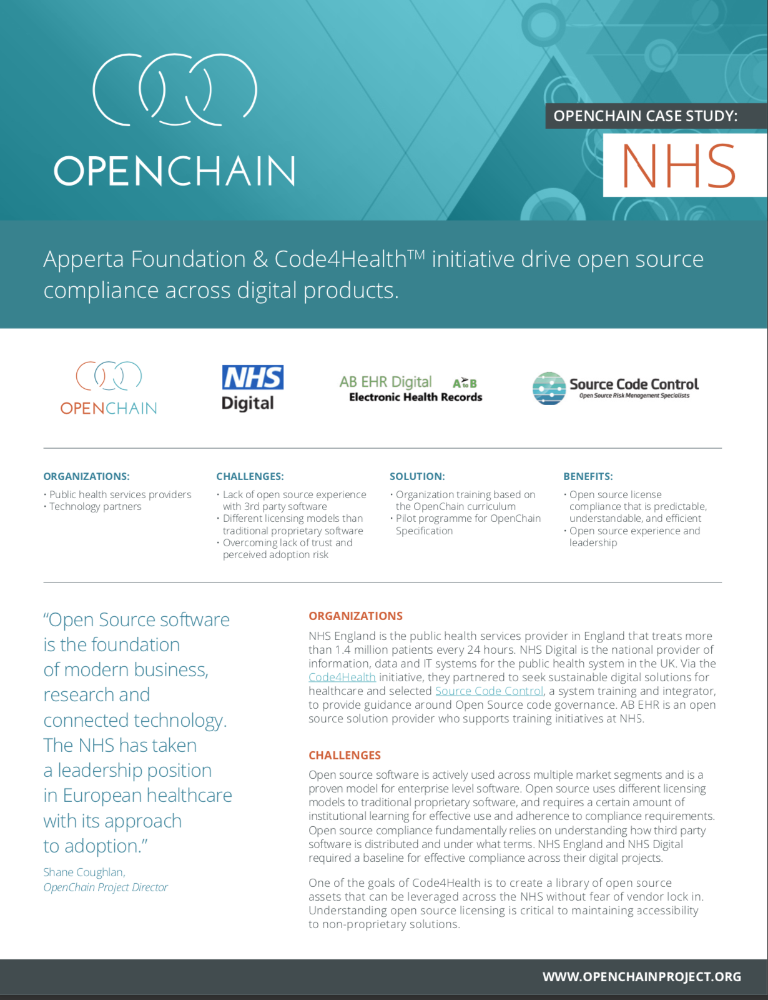 OPENCHAIN
OPENCHAIN CASE STUDY:
NHS
Apperta Foundation & Code4Health™ initiative drive open source
compliance across digital products.
OPENCHAIN
NHS
Digital
AB EHR Digital
A to B
Electronic Health Records
Source Code Control
Open Source Risk Management Specialists
ORGANIZATIONS:
• Public health services providers
• Technology partners
CHALLENGES:
• Lack of open source experience
with 3rd party software
• Different licensing models than
traditional proprietary software
• Overcoming lack of trust and
perceived adoption risk
SOLUTION:
• Organization training based on
the OpenChain curriculum
• Pilot programme for OpenChain
Specification
BENEFITS:
• Open source license
compliance that is predictable,
understandable, and efficient
• Open source experience and
leadership
“Open Source software
is the foundation
of modern business,
research and
connected technology.
The NHS has taken
a leadership position
in European healthcare
with its approach
to adoption.”
Shane Coughlan,
OpenChain Project Director
ORGANIZATIONS
NHS England is the public health services provider in England that treats more
than 1.4 million patients every 24 hours. NHS Digital is the national provider of
information, data and IT systems for the public health system in the UK. Via the
Code4Health initiative, they partnered to seek sustainable digital solutions for
healthcare and selected Source Code Control, a system training and integrator,
to provide guidance around Open Source code governance. AB EHR is an open
source solution provider who supports training initiatives at NHS.
CHALLENGES
Open source software is actively used across multiple market segments and is a
proven model for enterprise level software. Open source uses different licensing
models to traditional proprietary software, and requires a certain amount of
institutional learning for effective use and adherence to compliance requirements.
Open source compliance fundamentally relies on understanding how third party
software is distributed and under what terms. NHS England and NHS Digital
required a baseline for effective compliance across their digital projects.
One of the goals of Code4Health is to create a library of open source
assets that can be leveraged across the NHS without fear of vendor lock in.
Understanding open source licensing is critical to maintaining accessibility
to non-proprietary solutions.
WWW.OPENCHAINPROJECT.ORG